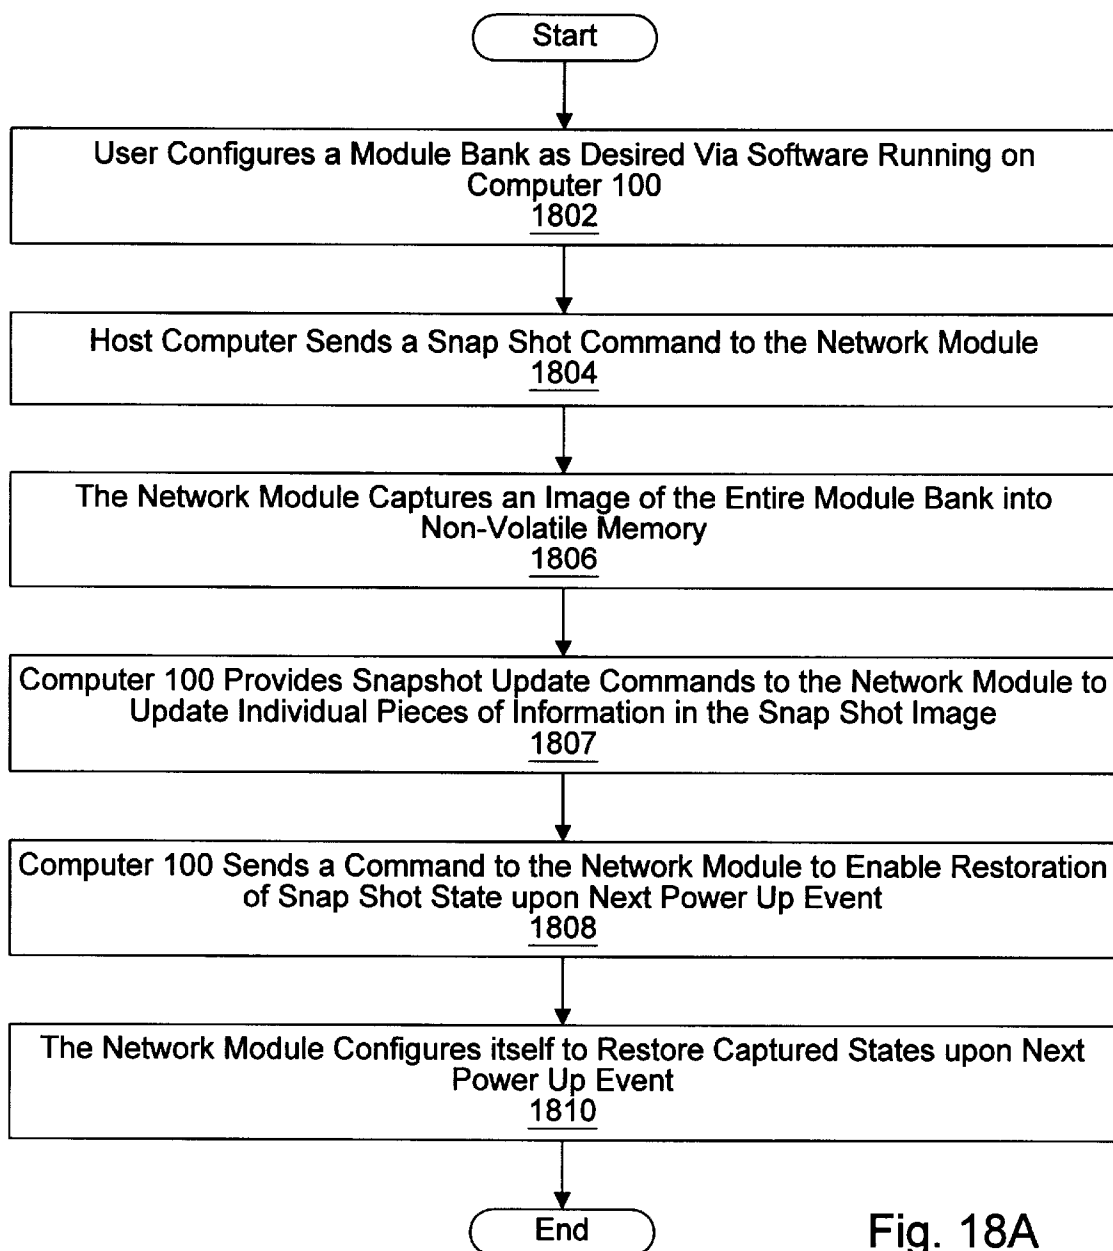 Start
User Configures a Module Bank as Desired Via Software Running on
Computer 100
1802
Host Computer Sends a Snap Shot Command to the Network Module
1804
The Network Module Captures an Image of the Entire Module Bank into
Non-Volatile Memory
1806
Computer 100 Provides Snapshot Update Commands to the Network Module to
Update Individual Pieces of Information in the Snap Shot Image
1807
Computer 100 Sends a Command to the Network Module to Enable Restoration
of Snap Shot State upon Next Power Up Event
1808
The Network Module Configures itself to Restore Captured States upon Next
Power Up Event
1810
End
Fig. 18A